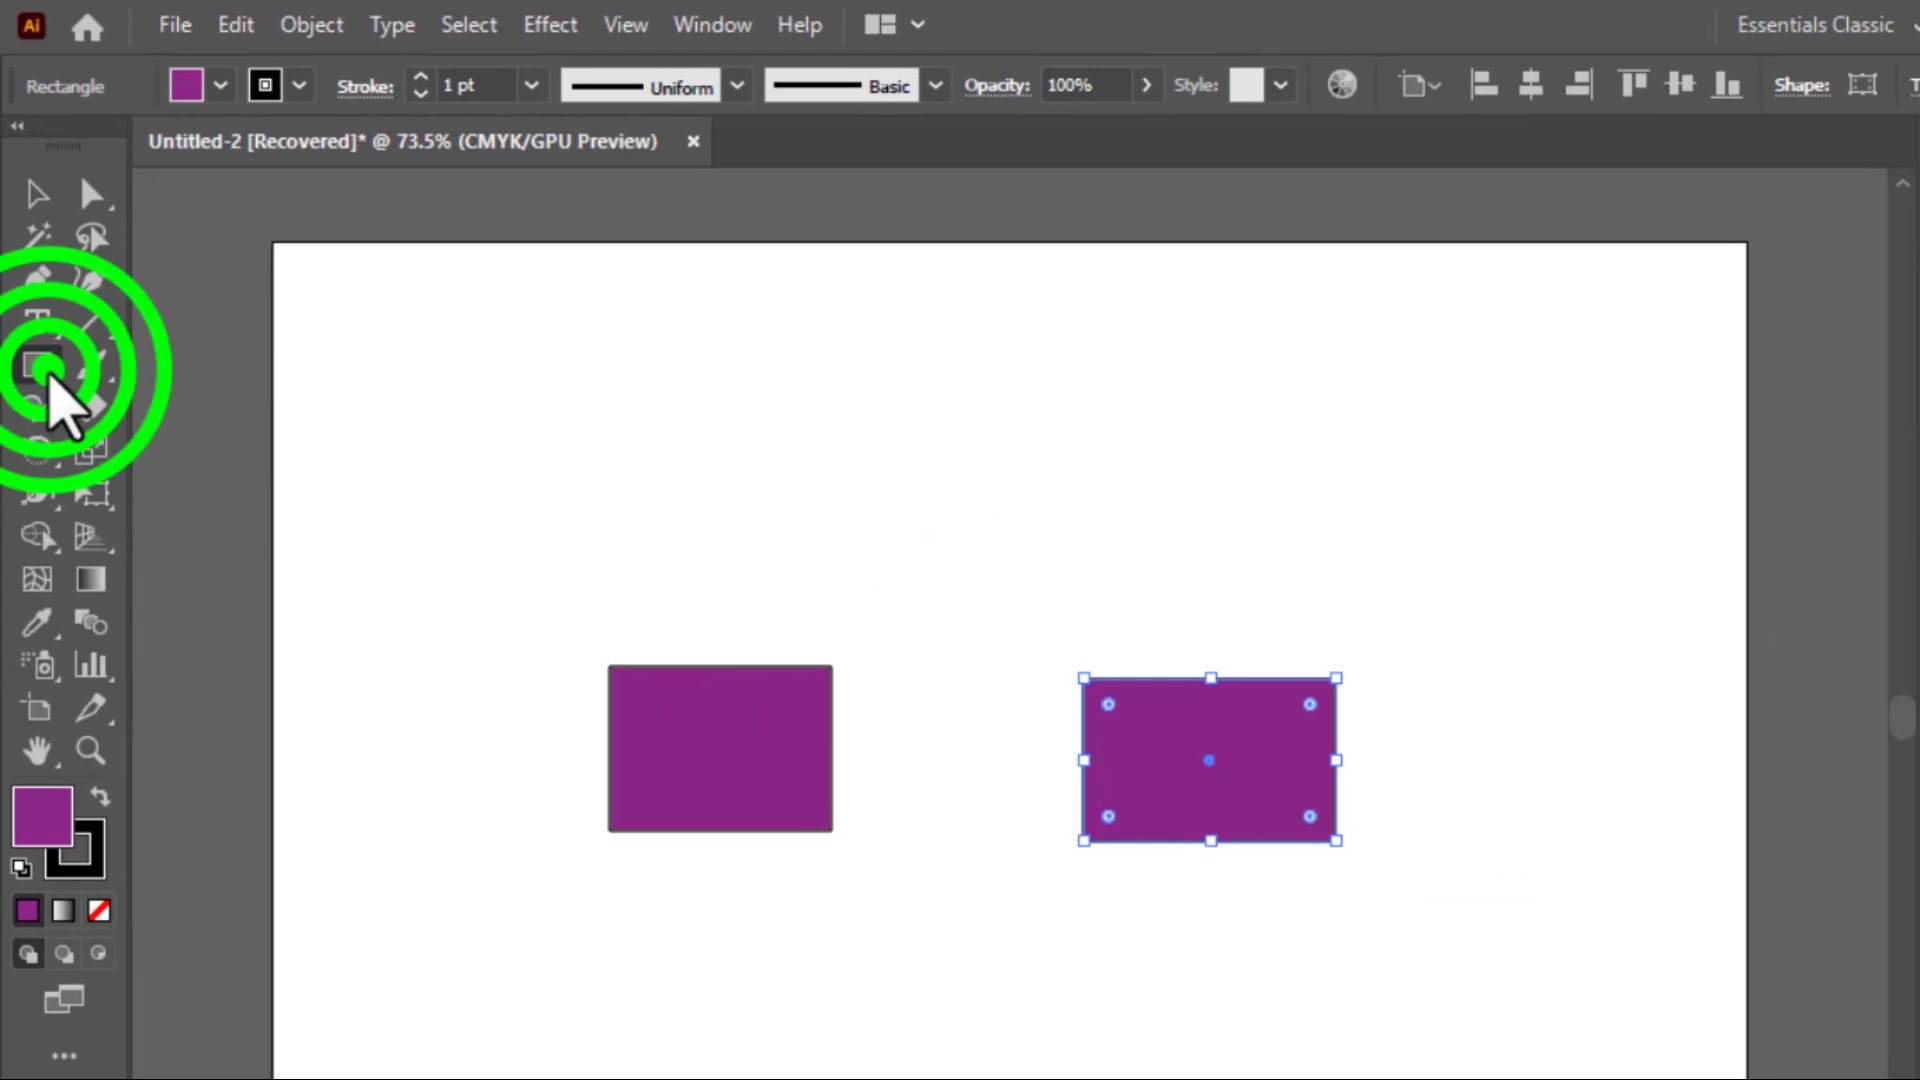 Ai File Edit Object Type Select Effect View Window Help Essentials Classic
Rectangle Stroke: 1 pt Uniform Basic Opacity: 100% Style: Shape:
Untitled-2 [Recovered]* @ 73.5% (CMYK/GPU Preview) ×